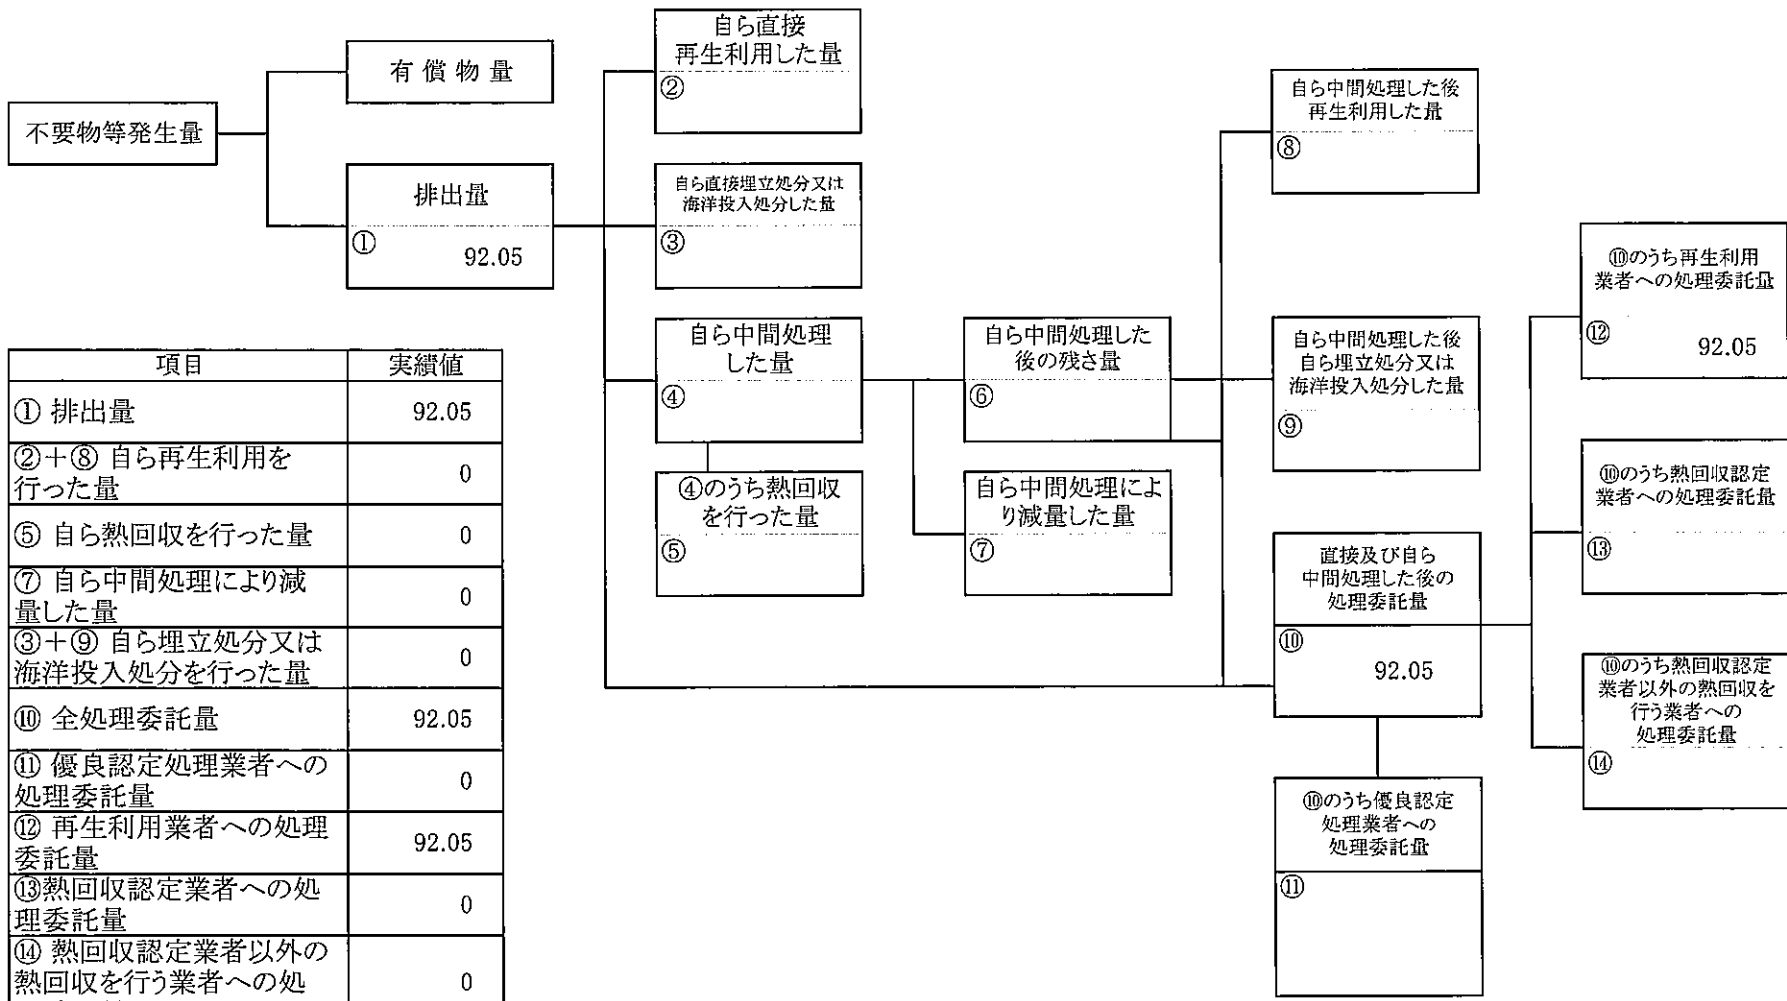 不要物等発生量
有償物量
排出量
①
92.05
自ら直接
再生利用した量
②
自ら直接埋立処分又は
海洋投入処分した量
③
自ら中間処理
した量
④
④のうち熱回収
を行った量
⑤
自ら中間処理した
後の残さ量
⑥
自ら中間処理によ
り減量した量
⑦
自ら中間処理した後
再生利用した量
⑧
自ら中間処理した後
自ら埋立処分又は
海洋投入処分した量
⑨
直接及び自ら
中間処理した後の
処理委託量
⑩
92.05
⑩のうち優良認定
処理業者への
処理委託量
⑪
⑩のうち再生利用
業者への処理委託量
⑫
92.05
⑩のうち熱回収認定
業者への処理委託量
⑬
⑩のうち熱回収認定
業者以外の熱回収を
行う業者への
処理委託量
⑭
項目 実績値
① 排出量 92.05
②+⑧ 自ら再生利用を
行った量 0
⑤ 自ら熱回収を行った量 0
⑦ 自ら中間処理により減
量した量 0
③+⑨ 自ら埋立処分又は
海洋投入処分を行った量 0
⑩ 全処理委託量 92.05
⑪ 優良認定処理業者への
処理委託量 0
⑫ 再生利用業者への処理
委託量 92.05
⑬熱回収認定業者への処
理委託量 0
⑭ 熱回収認定業者以外の
熱回収を行う業者への処 0